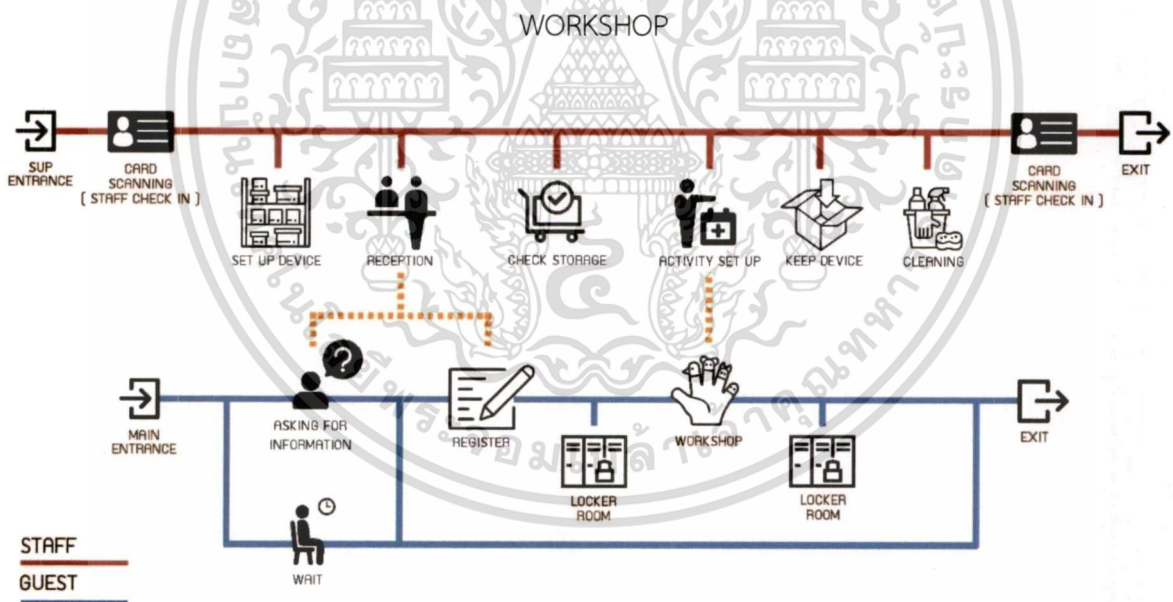 WORKSHOP
SUP
ENTRANCE
CARD
SCANNING
( STAFF CHECK IN )
SET UP DEVICE
RECEPTION
CHECK STORAGE
ACTIVITY SET UP
KEEP DEVICE
CLERNING
CARD
SCANNING
( STAFF CHECK IN )
EXIT
MAIN
ENTRANCE
ASKING FOR
INFORMATION
REGISTER
LOCKER
ROOM
WORKSHOP
LOCKER
ROOM
EXIT
WAIT
STAFF
GUEST